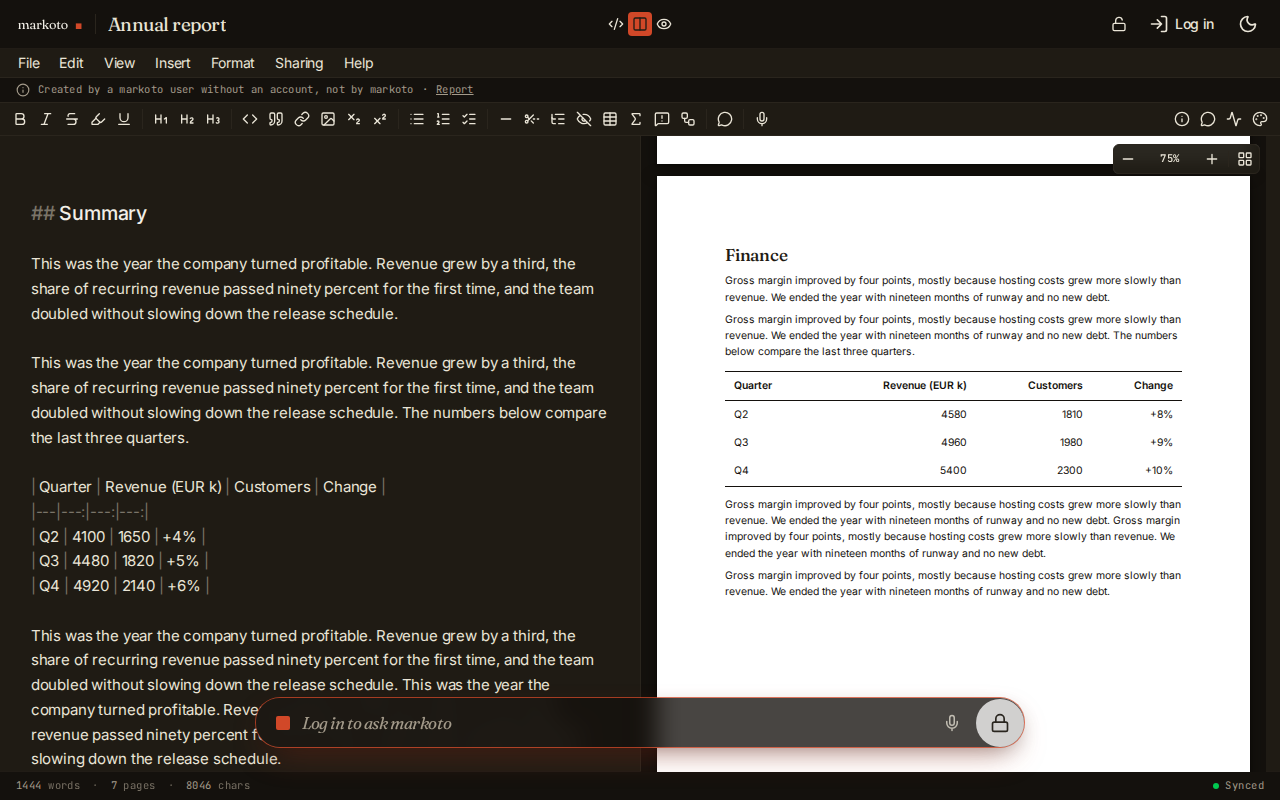 markoto
Annual report
Log in
File Edit View Insert Format Sharing Help
Created by a markoto user without an account, not by markoto · Report
H1 H2 H3
75%
## Summary
This was the year the company turned profitable. Revenue grew by a third, the
share of recurring revenue passed ninety percent for the first time, and the team
doubled without slowing down the release schedule.
This was the year the company turned profitable. Revenue grew by a third, the
share of recurring revenue passed ninety percent for the first time, and the team
doubled without slowing down the release schedule. The numbers below compare
the last three quarters.
| Quarter | Revenue (EUR k) | Customers | Change |
|---|---:|---:|---:|
| Q2 | 4100 | 1650 | +4% |
| Q3 | 4480 | 1820 | +5% |
| Q4 | 4920 | 2140 | +6% |
This was the year the company turned profitable. Revenue grew by a third, the
share of recurring revenue passed ninety percent for the first time, and the team
doubled without slowing down the release schedule. This was the year the
company turned profitable. Reve
revenue passed ninety percent f
slowing down the release schedule.
Finance
Gross margin improved by four points, mostly because hosting costs grew more slowly than
revenue. We ended the year with nineteen months of runway and no new debt.
Gross margin improved by four points, mostly because hosting costs grew more slowly than
revenue. We ended the year with nineteen months of runway and no new debt. The numbers
below compare the last three quarters.
Quarter Revenue (EUR k) Customers Change
Q2 4580 1810 +8%
Q3 4960 1980 +9%
Q4 5400 2300 +10%
Gross margin improved by four points, mostly because hosting costs grew more slowly than
revenue. We ended the year with nineteen months of runway and no new debt. Gross margin
improved by four points, mostly because hosting costs grew more slowly than revenue. We
ended the year with nineteen months of runway and no new debt.
Gross margin improved by four points, mostly because hosting costs grew more slowly than
revenue. We ended the year with nineteen months of runway and no new debt.
Log in to ask markoto
1444 words · 7 pages · 8046 chars
Synced